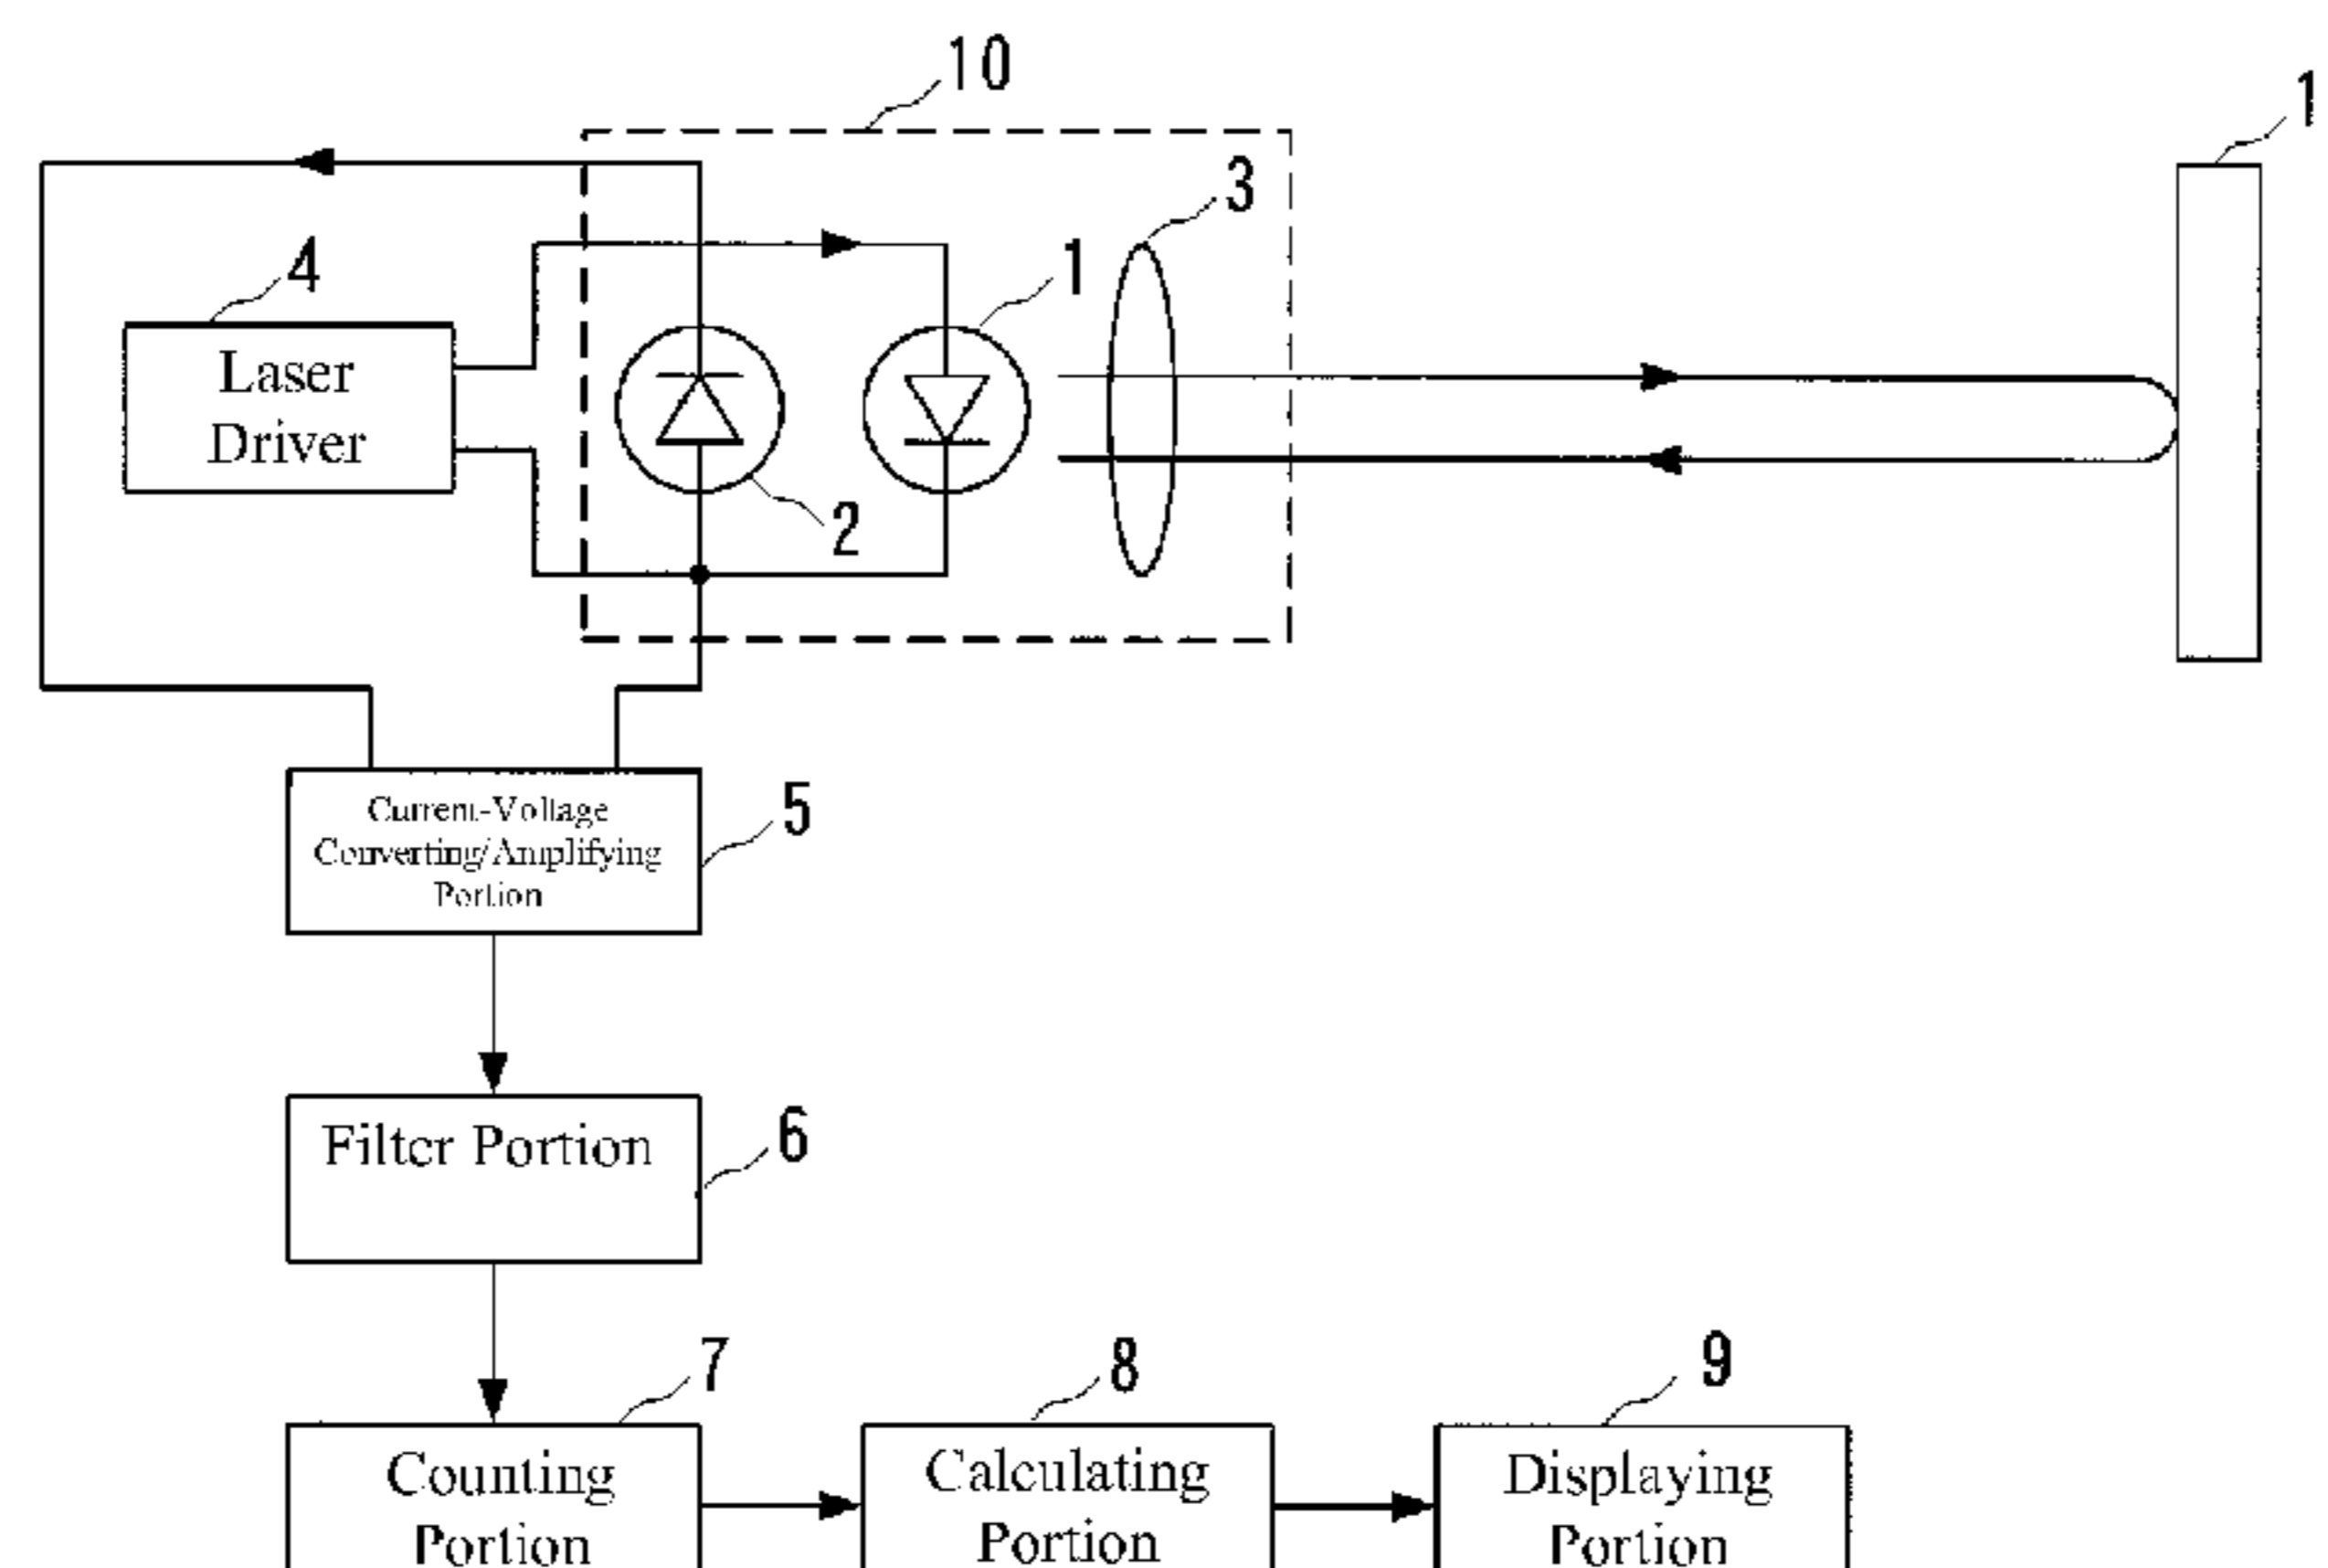 10
1
3
4
1
Laser
Driver
2
Current-Voltage
Converting/Amplifying
Portion
5
Filter Portion
6
7
8
9
Counting
Portion
Calculating
Portion
Displaying
Portion